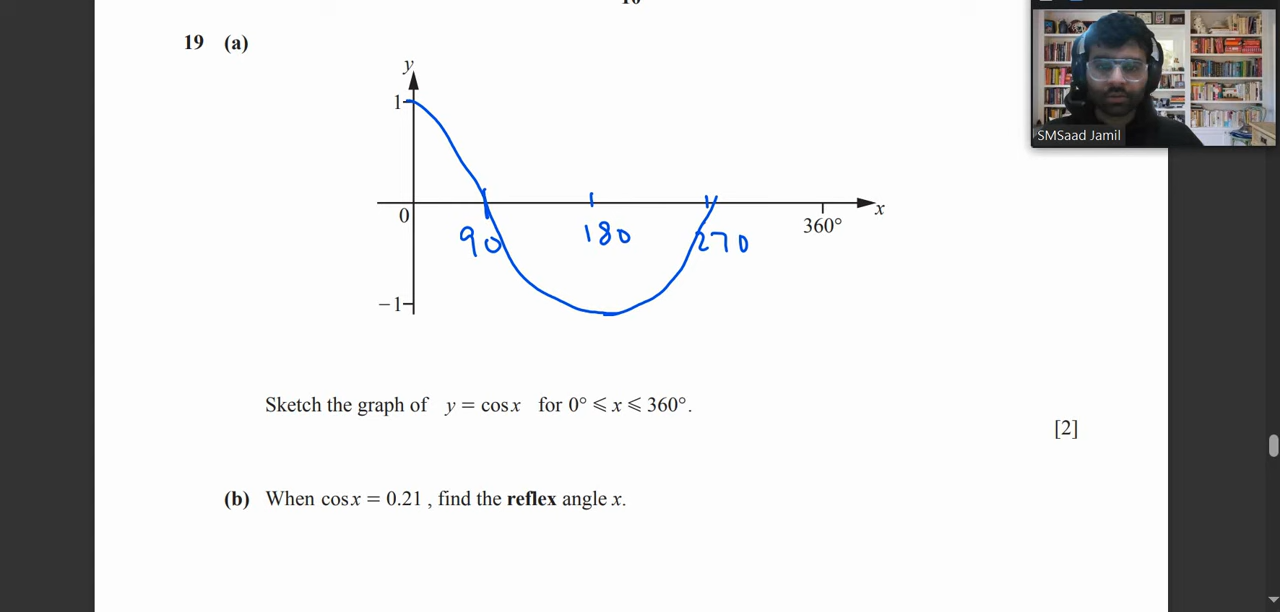 19 (a)
y
1
0
x
90
180
270
360°
−1
Sketch the graph of y = cos x for 0° ⩽ x ⩽ 360°.
[2]
(b) When cos x = 0.21 , find the reflex angle x.
SMSaad Jamil